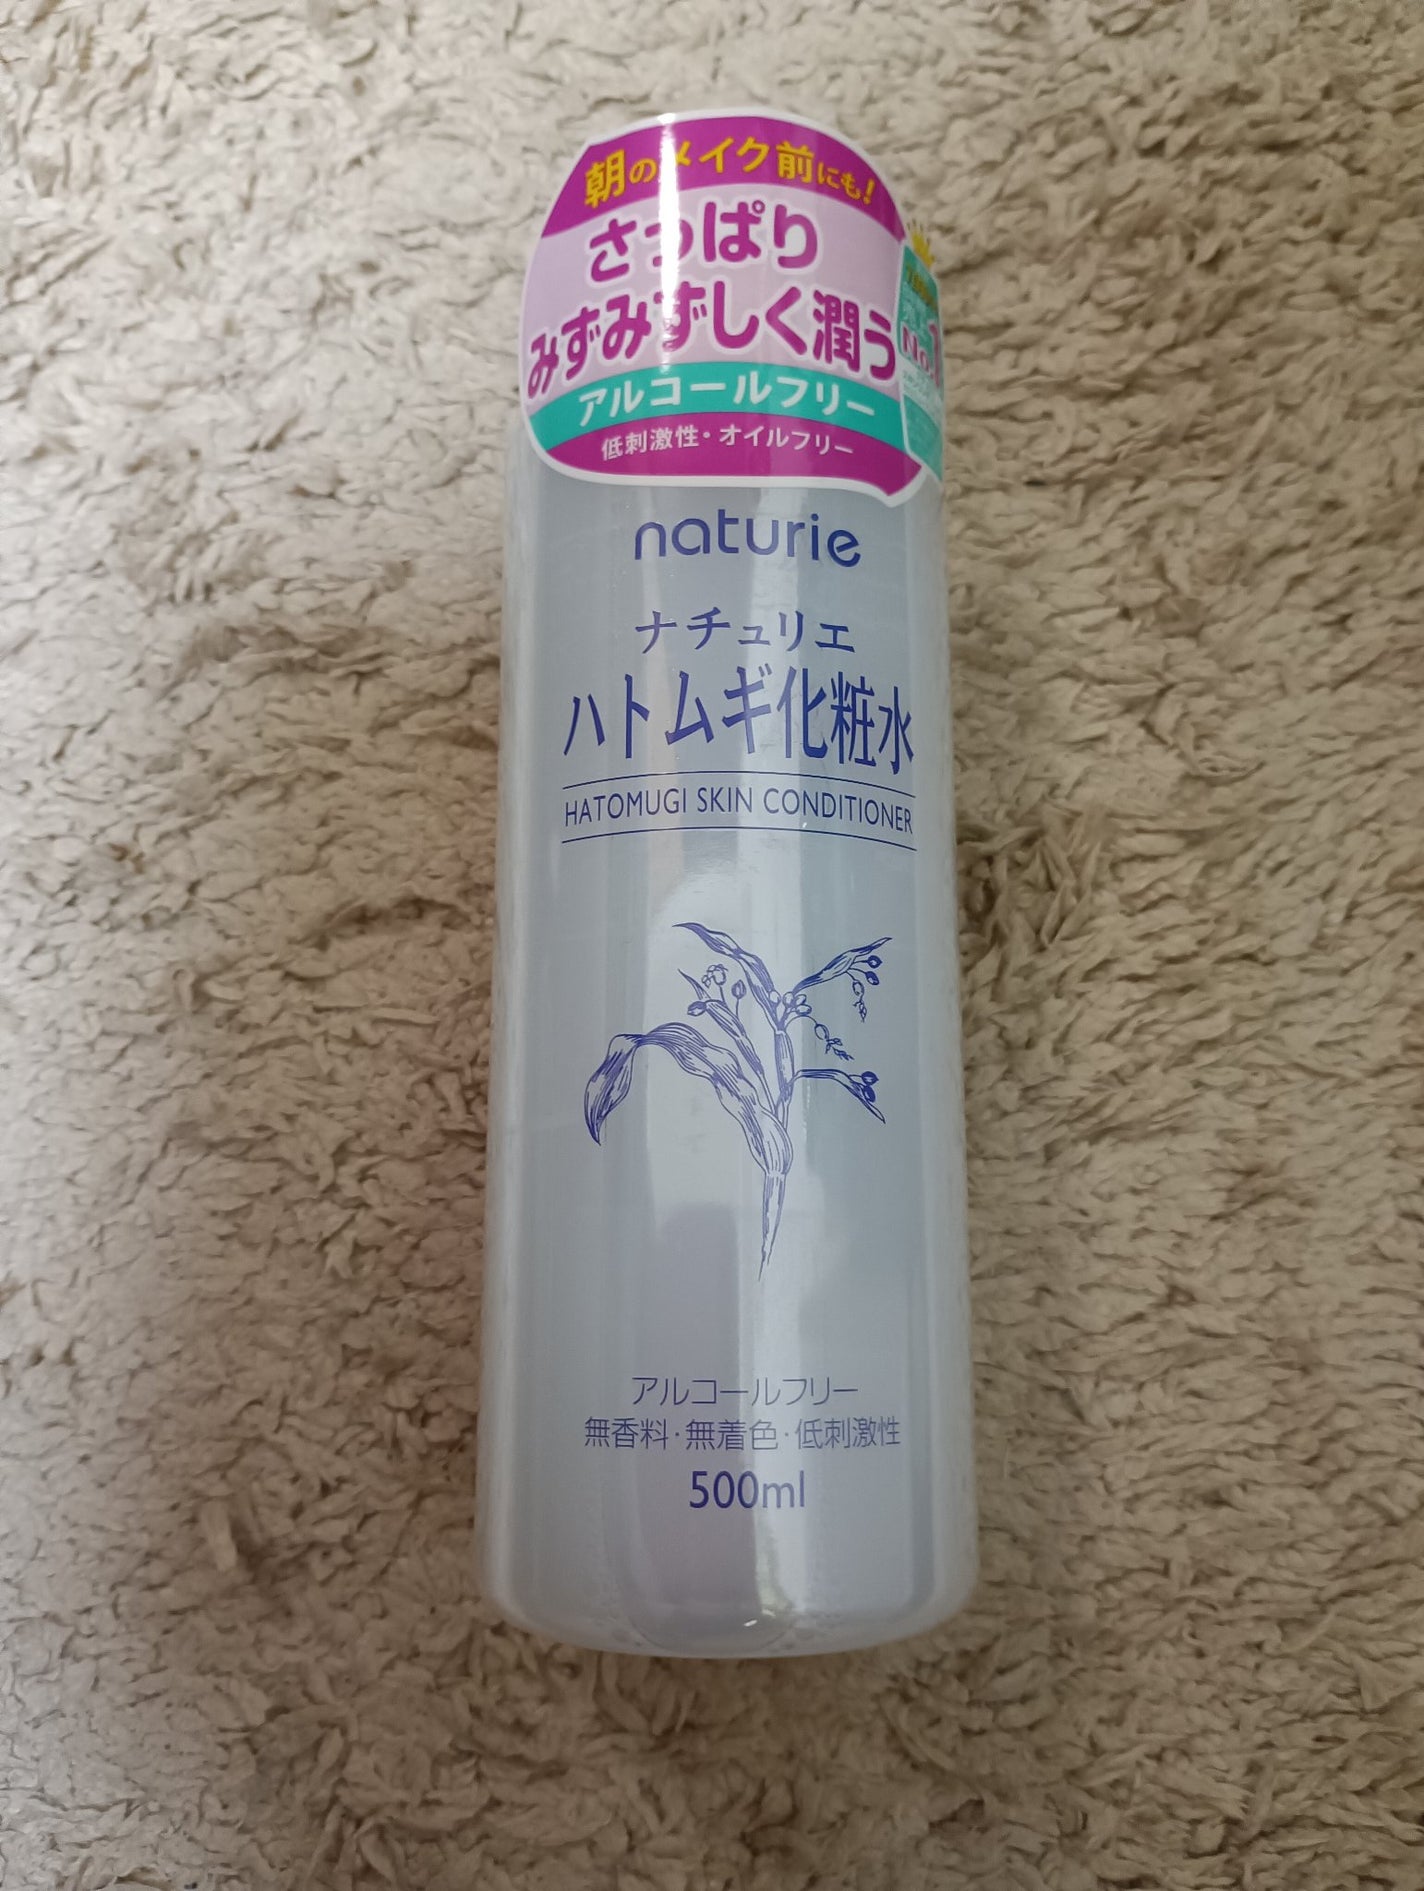 朝のメイク前にも!
さっぱり
みずみずしく潤う
アルコールフリー
低刺激性・オイルフリー
No.1
naturie
ナチュリエ
ハトムギ化粧水
HATOMUGI SKIN CONDITIONER
アルコールフリー
無香料・無着色・低刺激性
500ml